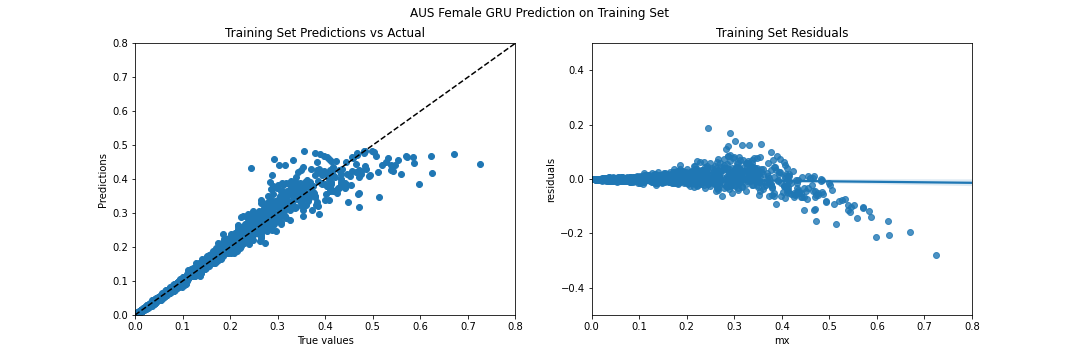 AUS Female GRU Prediction on Training Set
Training Set Predictions vs Actual
0.8
0.7
0.6
0.5
0.4
0.3
0.2
0.1
0.0
Predictions
0.0 0.1 0.2 0.3 0.4 0.5 0.6 0.7 0.8
True values
Training Set Residuals
0.4
0.2
0.0
−0.2
−0.4
residuals
0.0 0.1 0.2 0.3 0.4 0.5 0.6 0.7 0.8
mx